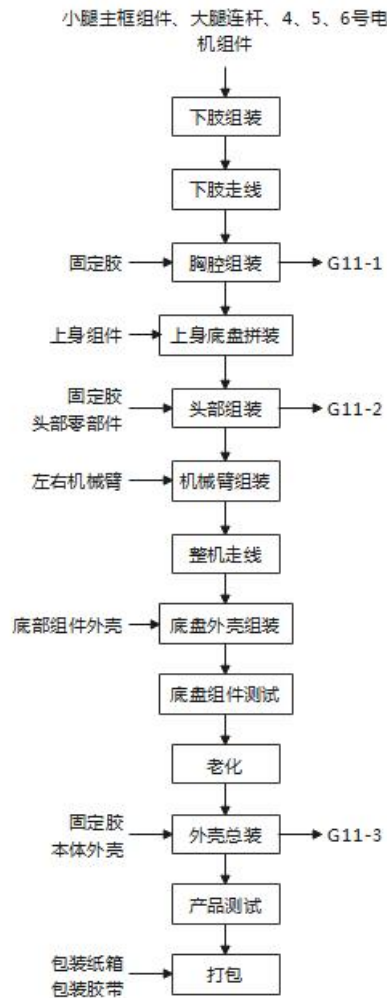 小腿主框组件、大腿连杆、4、5、6号电
机组件
下肢组装
下肢走线
固定胶
胸腔组装
G11-1
上身组件
上身底盘拼装
固定胶
头部零部件
头部组装
G11-2
左右机械臂
机械臂组装
整机走线
底部组件外壳
底盘外壳组装
底盘组件测试
老化
固定胶
本体外壳
外壳总装
G11-3
产品测试
包装纸箱
包装胶带
打包